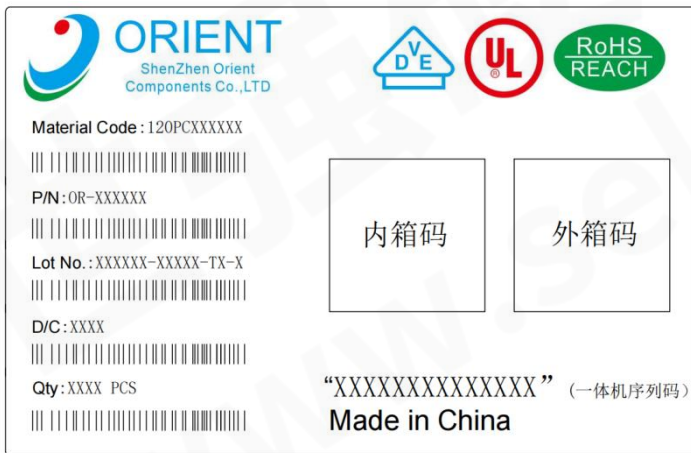 ORIENT
ShenZhen Orient
Components Co.,LTD
VDE
UL
RoHS
REACH
Material Code:120PCXXXXXX
P/N:OR-XXXXXX
Lot No.:XXXXXX-XXXXX-TX-X
D/C:XXXX
Qty:XXXX PCS
内箱码
外箱码
“XXXXXXXXXXXXXX” (一体机序列码)
Made in China